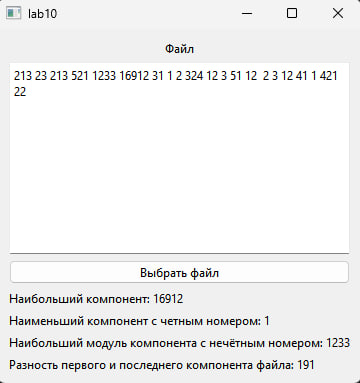 lab10
Файл
213 23 213 521 1233 16912 31 1 2 324 12 3 51 12  2 3 12 41 1 421
22
Выбрать файл
Наибольший компонент: 16912
Наименьший компонент с четным номером: 1
Наибольший модуль компонента с нечётным номером: 1233
Разность первого и последнего компонента файла: 191